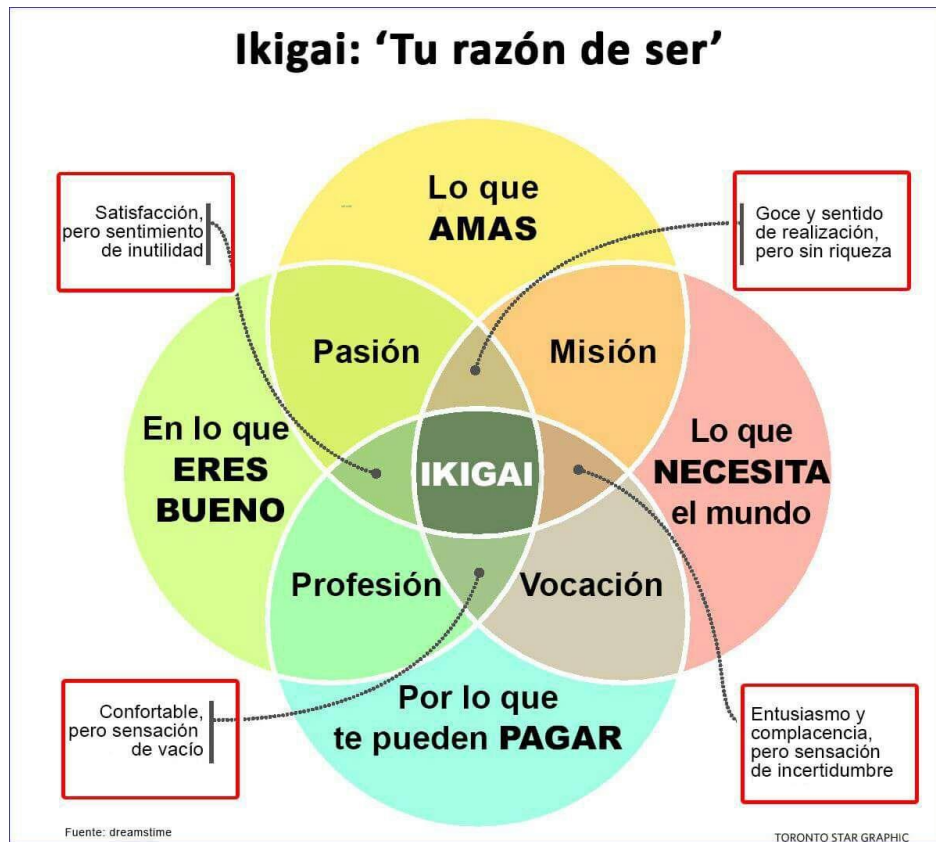 Ikigai: ‘Tu razón de ser’
Lo que
AMAS
Satisfacción,
pero sentimiento
de inutilidad
Goce y sentido
de realización,
pero sin riqueza
Pasión
Misión
En lo que
ERES
BUENO
IKIGAI
Lo que
NECESITA
el mundo
Profesión
Vocación
Por lo que
te pueden PAGAR
Confortable,
pero sensación
de vacío
Entusiasmo y
complacencia,
pero sensación
de incertidumbre
Fuente: dreamstime
TORONTO STAR GRAPHIC